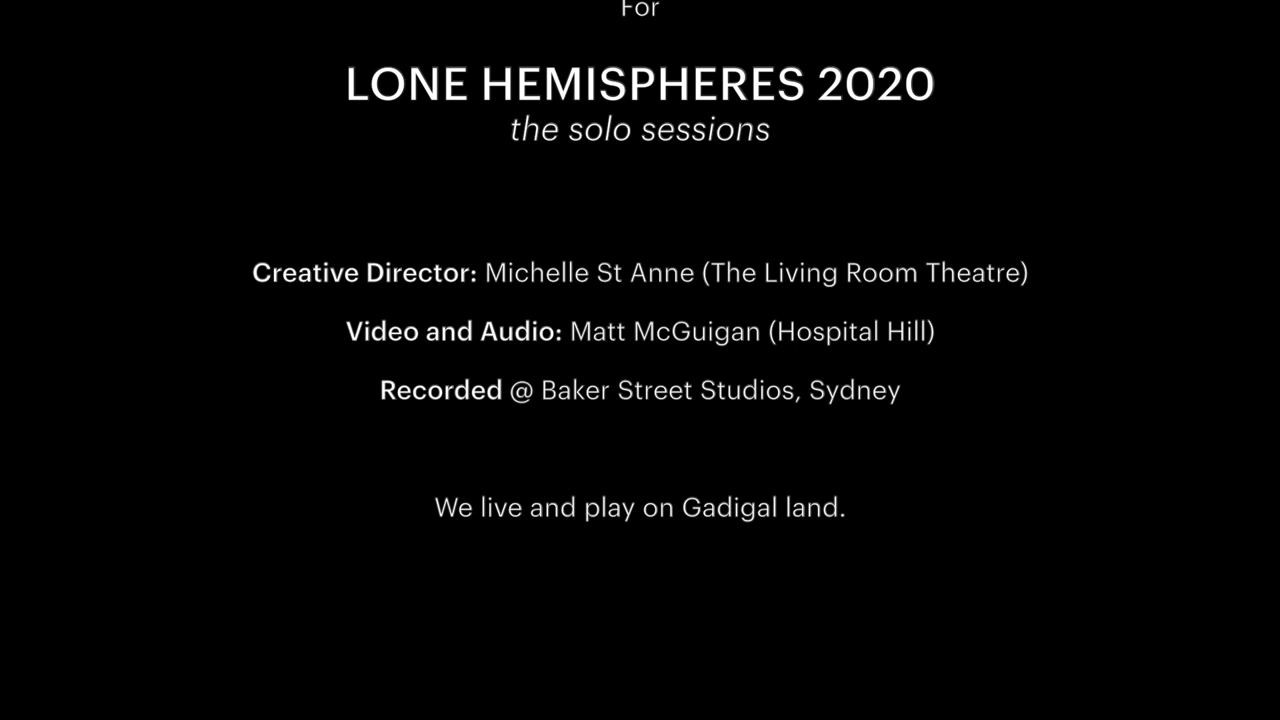 For
LONE HEMISPHERES 2020
the solo sessions
Creative Director: Michelle St Anne (The Living Room Theatre)
Video and Audio: Matt McGuigan (Hospital Hill)
Recorded @ Baker Street Studios, Sydney
We live and play on Gadigal land.